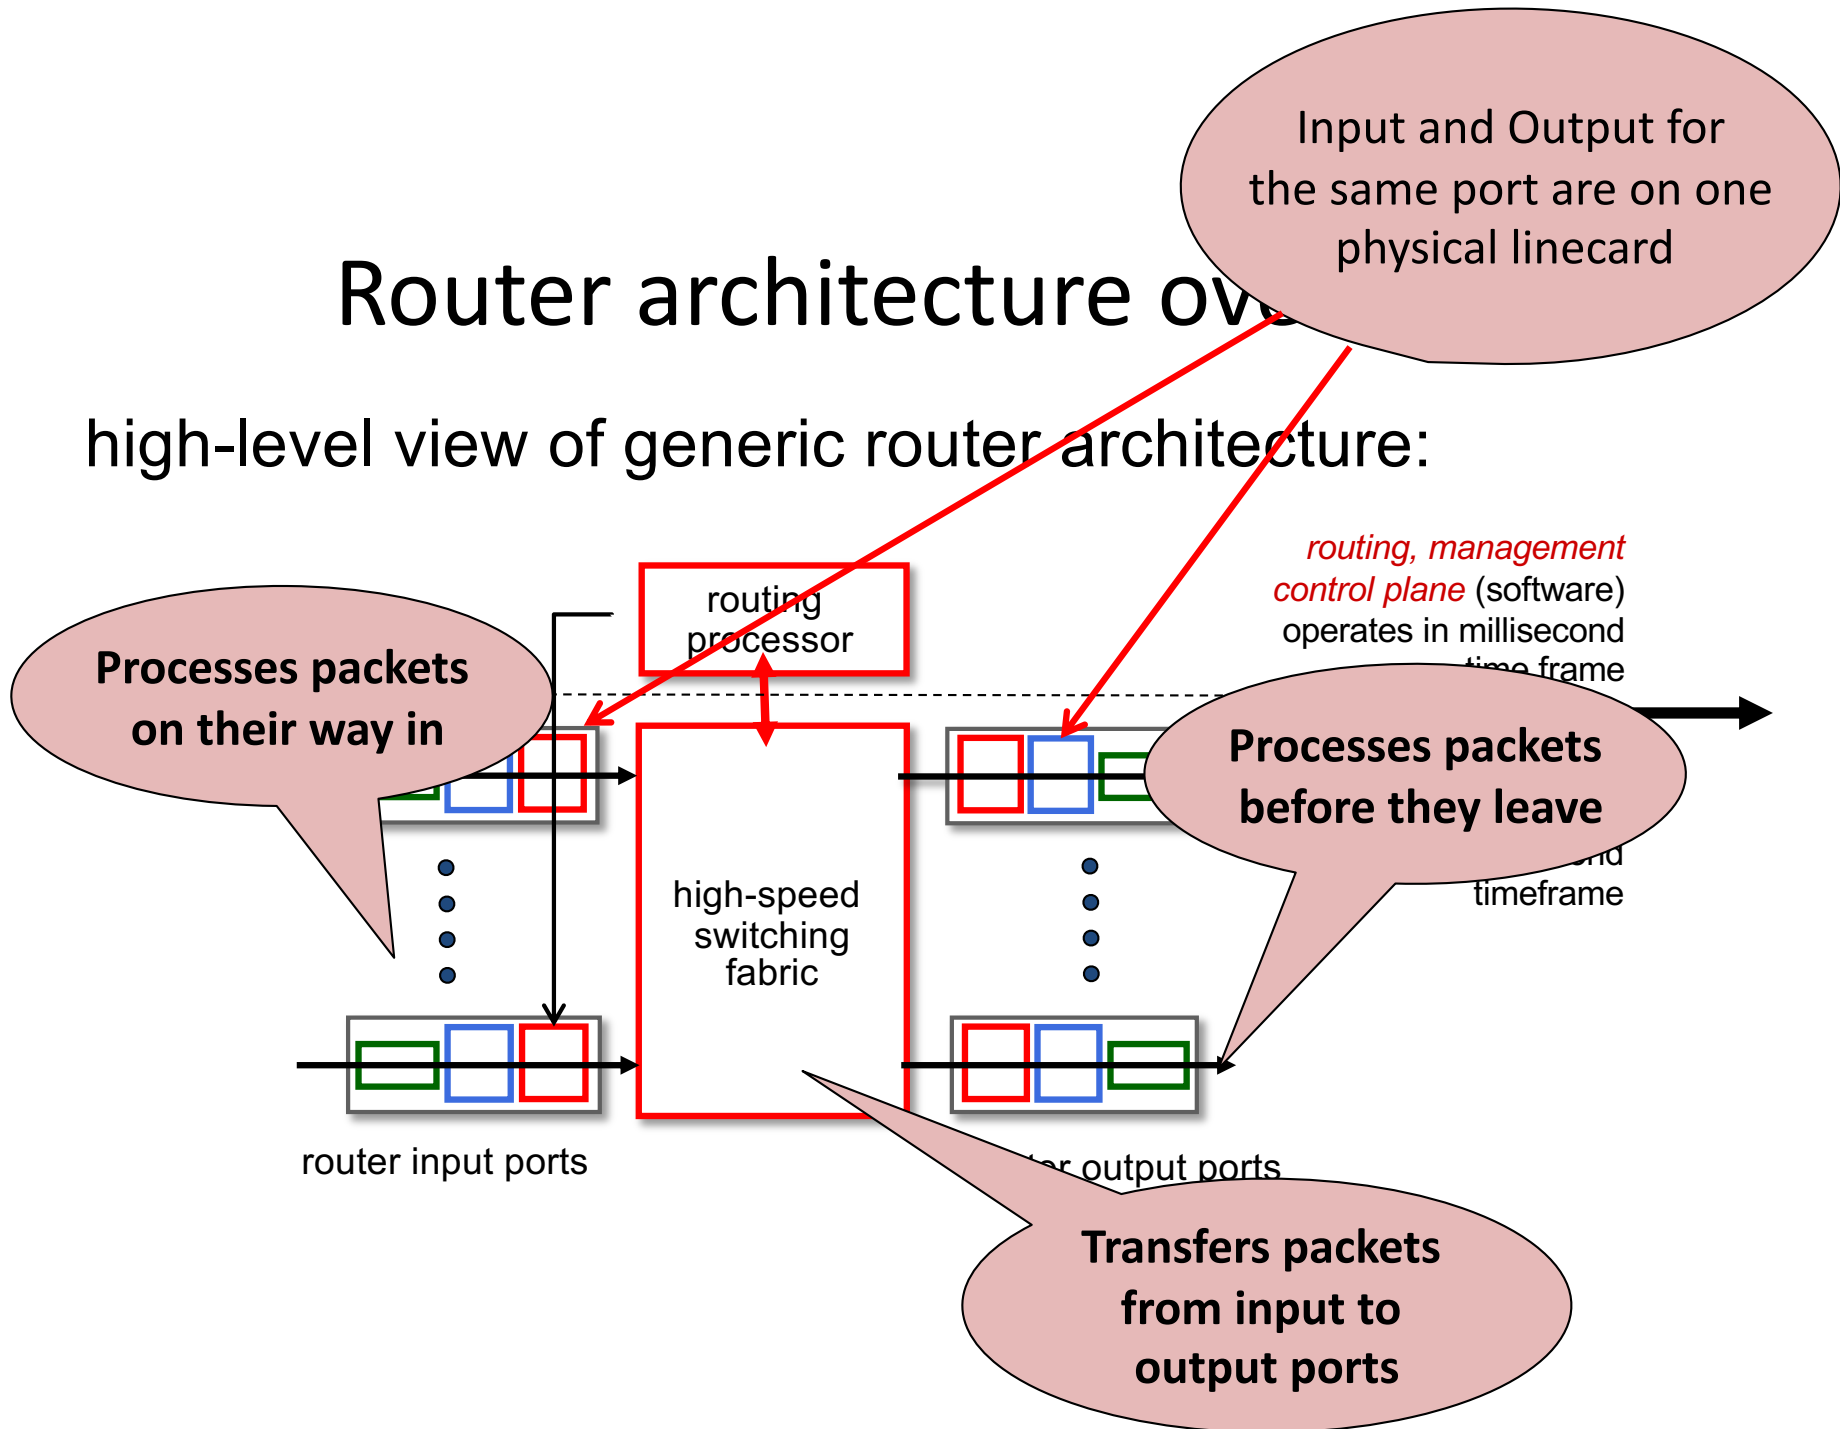 Input and Output for
the same port are on one
physical linecard
Router architecture
high-level view of generic router architecture:
routing, management
control plane (software)
operates in millisecond
time frame
routing
processor
Processes packets
on their way in
Processes packets
before they leave
timeframe
high-speed
switching
fabric
router input ports
output ports
Transfers packets
from input to
output ports